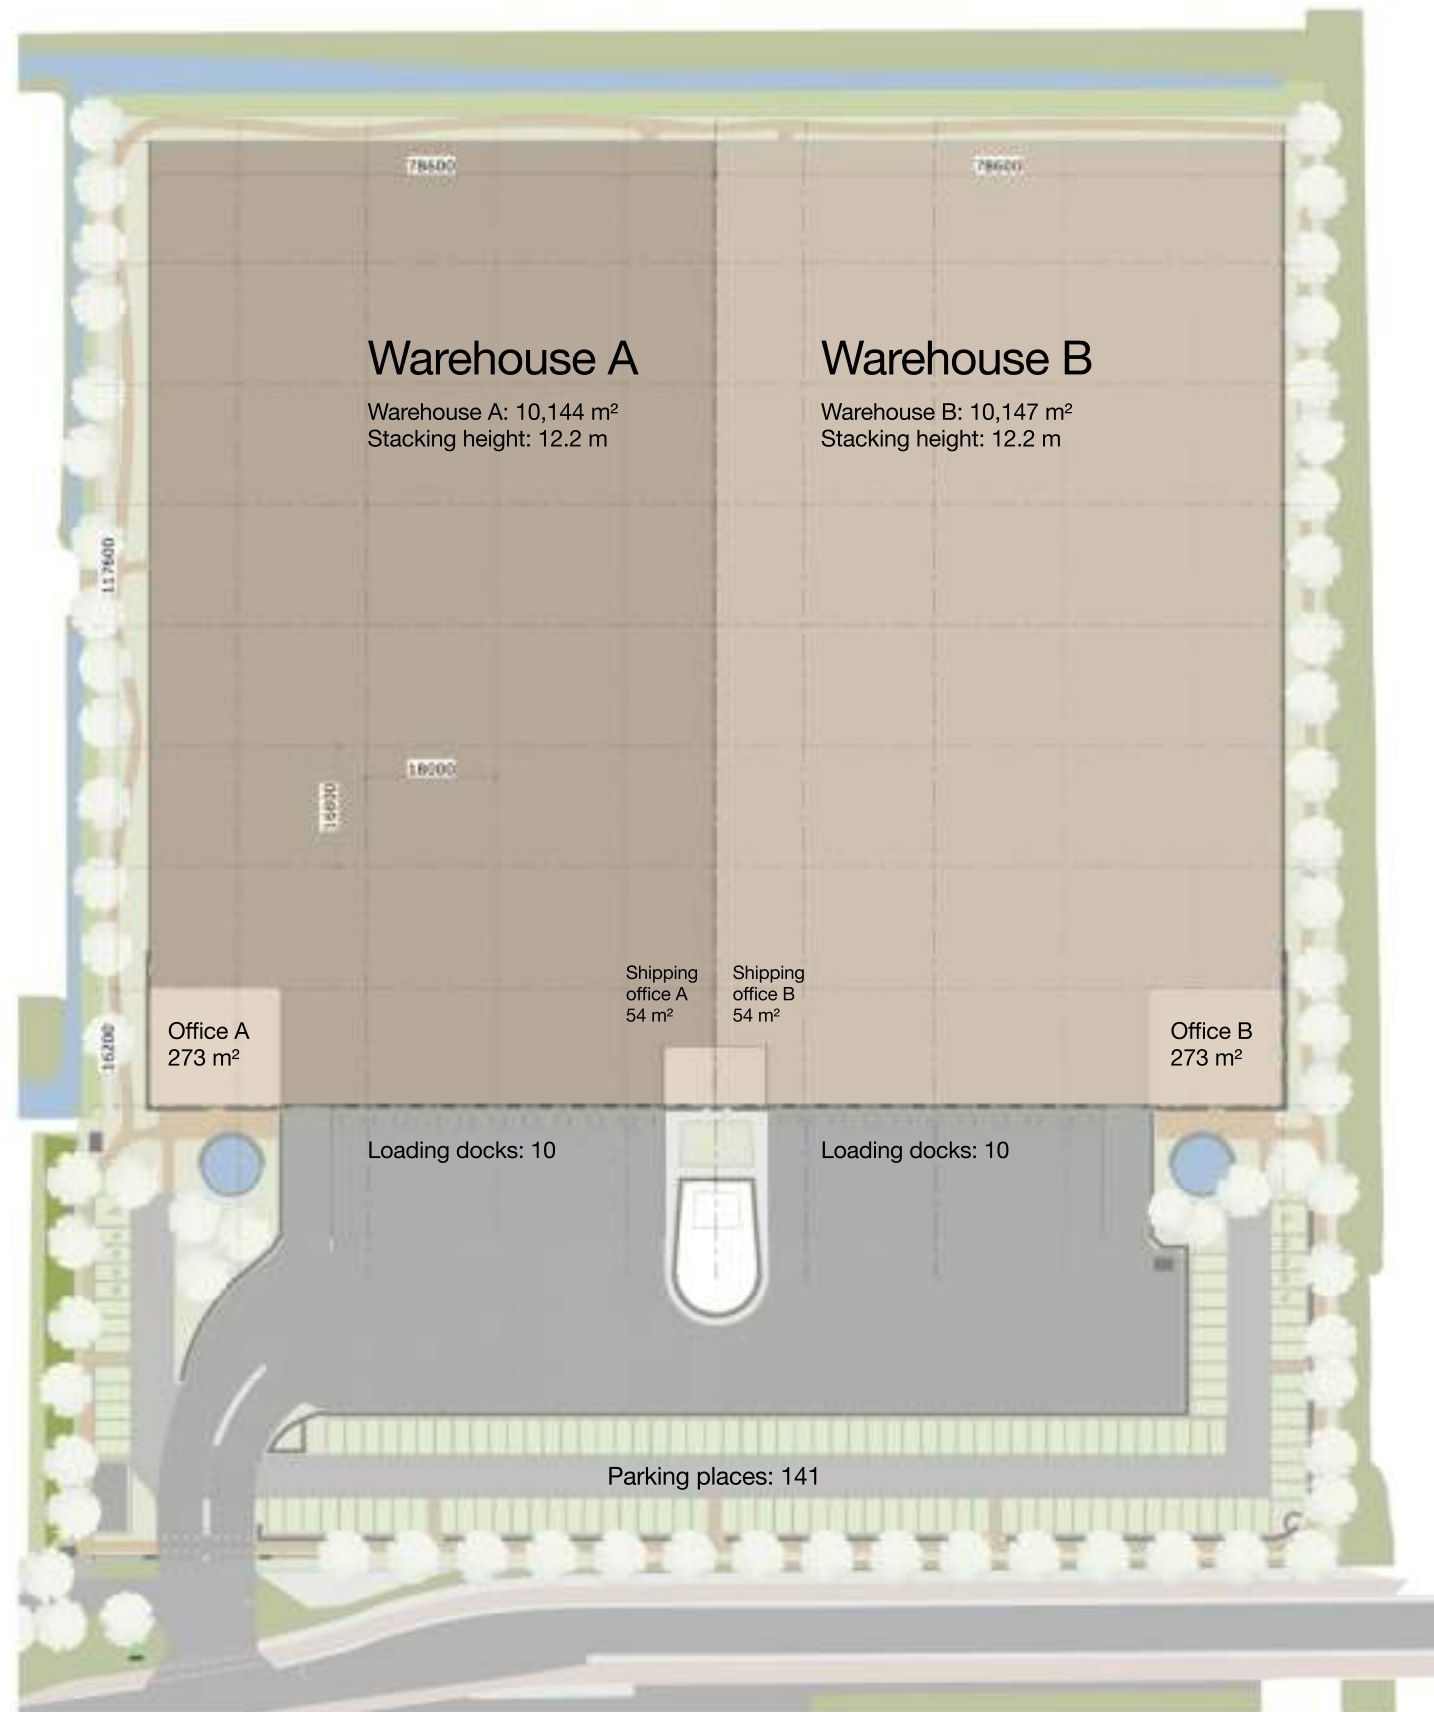 78600
78600
Warehouse A
Warehouse A: 10,144 m²
Stacking height: 12.2 m
Warehouse B
Warehouse B: 10,147 m²
Stacking height: 12.2 m
117600
18000
16800
Shipping
office A
54 m²
Shipping
office B
54 m²
Office A
273 m²
16200
Office B
273 m²
Loading docks: 10
Loading docks: 10
Parking places: 141